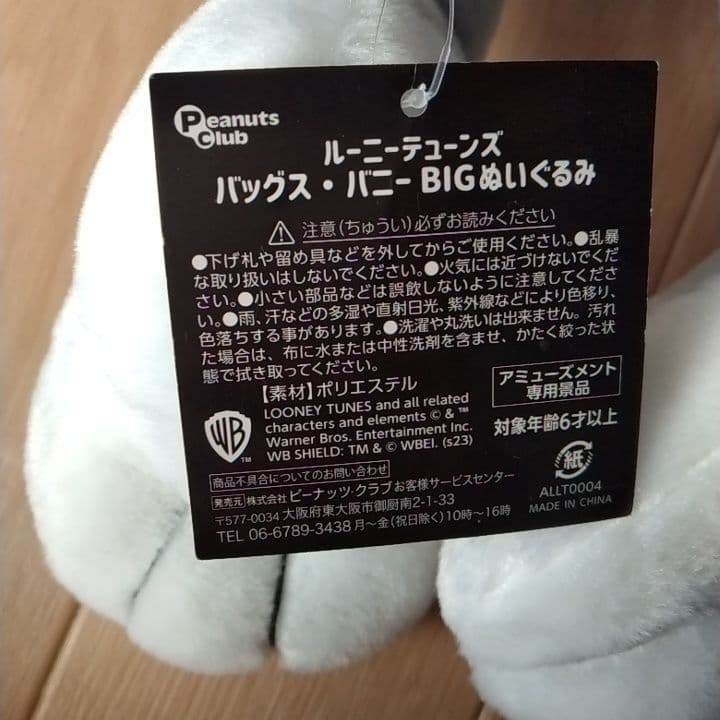 Peanuts
Club
ルーニーテューンズ
バッグス・バニー BIGぬいぐるみ
注意(ちゅうい)必ずお読みください
●下げ札や留め具などを外してからご使用ください。●乱暴
な取り扱いはしないでください。●火気には近づけないでくだ
さい。●小さい部品などは誤飲しないように注意してくださ
い。●雨、汗などの多湿や直射日光、紫外線などにより色移り、
色落ちする事があります。●洗濯や丸洗いは出来ません。汚れ
た場合は、布に水または中性洗剤を含ませ、かたく絞った状
態で拭き取ってください。
【素材】ポリエステル
アミューズメント
専用景品
LOONEY TUNES and all related
characters and elements © & ™
Warner Bros. Entertainment Inc.
WB SHIELD: TM & © WBEI. (s23)
WB
TM
対象年齢6才以上
紙
ALLT0004
MADE IN CHINA
商品不具合についてのお問い合わせ
発売元 株式会社 ピーナッツ・クラブお客様サービスセンター
〒577-0034 大阪府東大阪市御厨南2-1-33
TEL 06-6789-3438 月〜金(祝日除く)10時〜16時